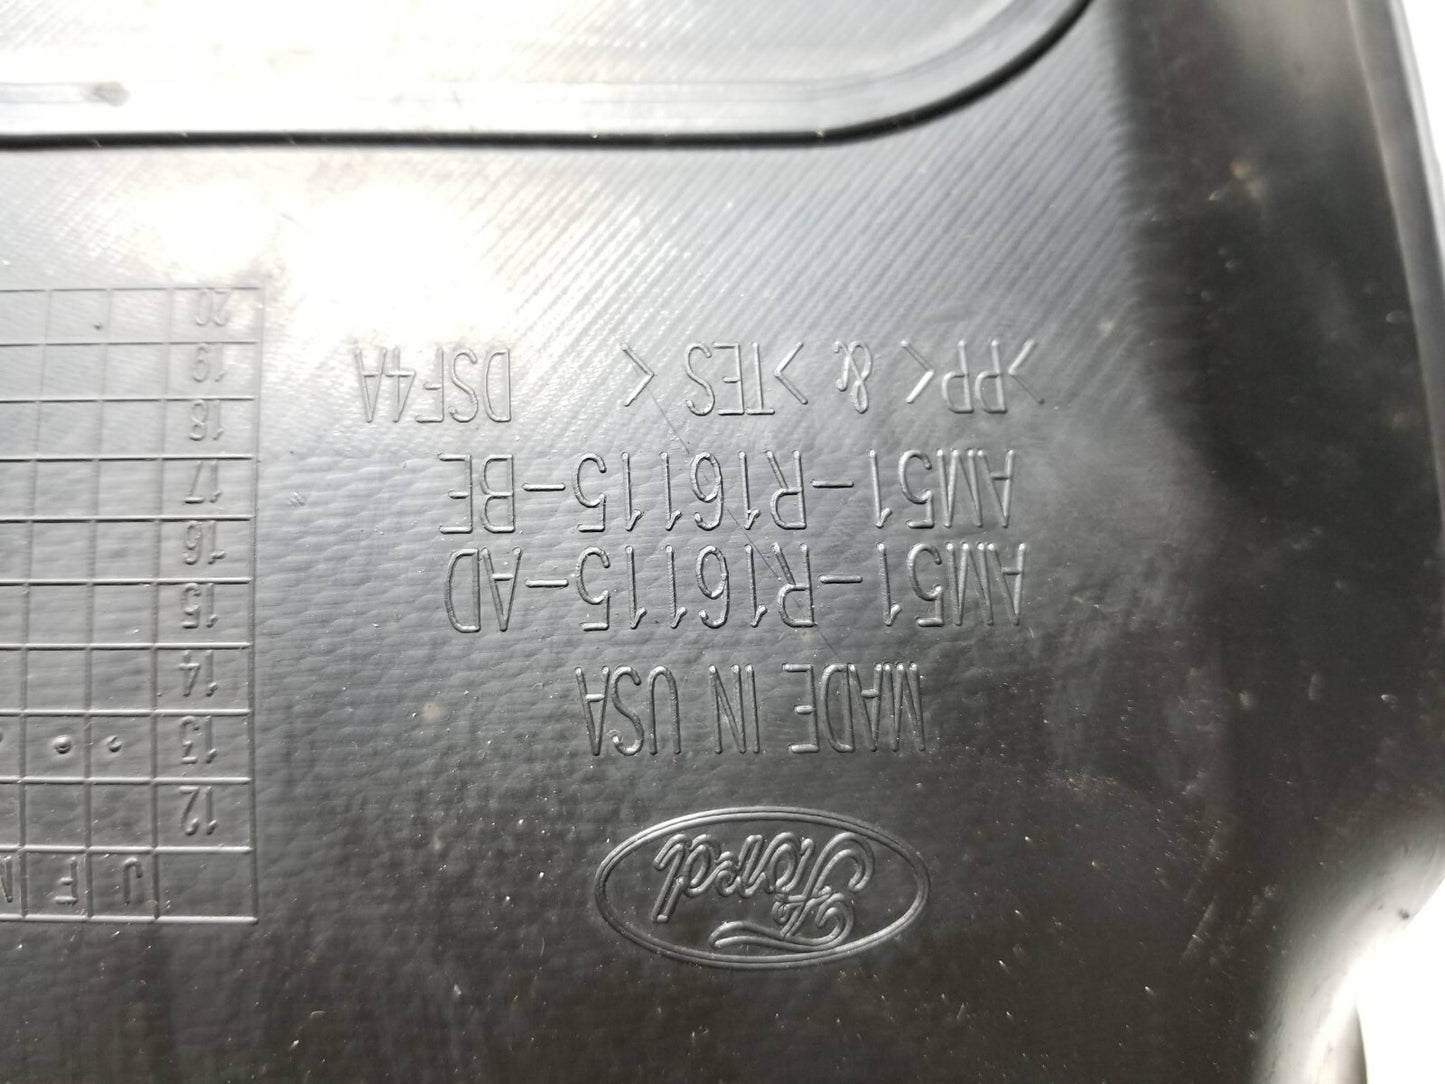 Ford
MADE IN USA
AM51-R16115-AD
AM51-R16115-BE
>PP< & >TES < DSF4A
J F
12
13
14
15
16
17
18
19
20